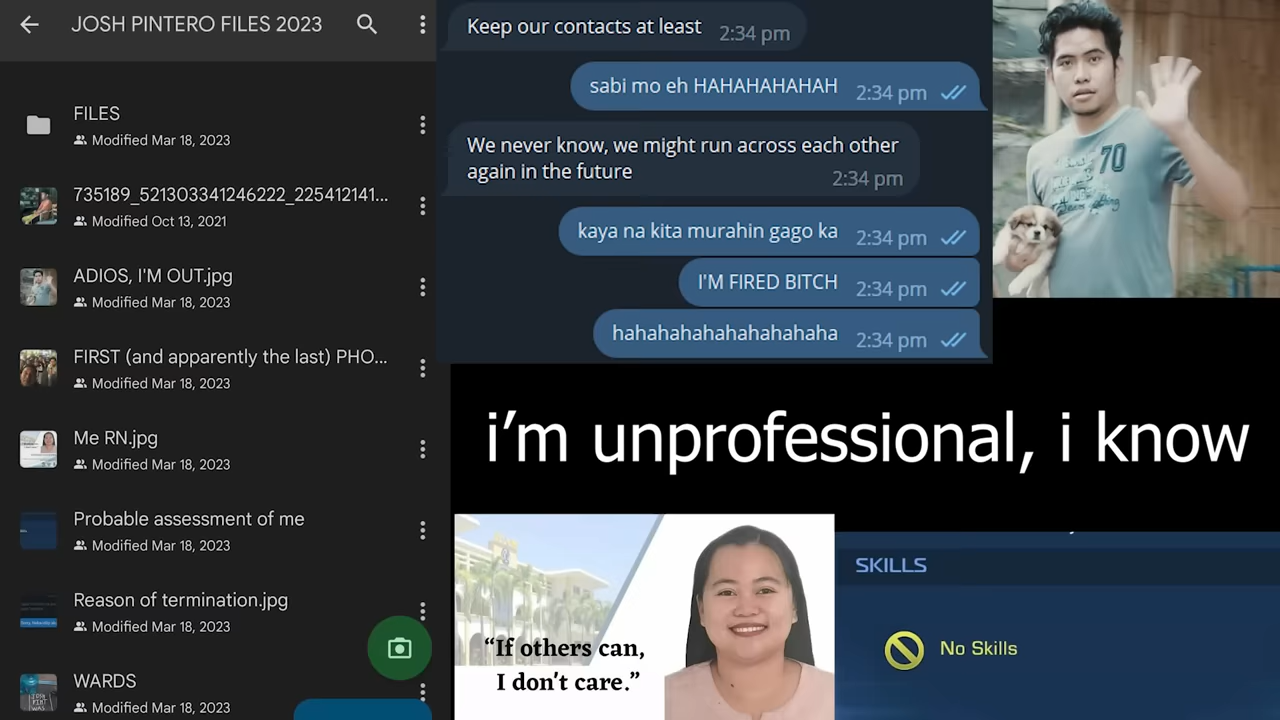 JOSH PINTERO FILES 2023
FILES
Modified Mar 18, 2023
735189_521303341246222_225412141...
Modified Oct 13, 2021
ADIOS, I'M OUT.jpg
Modified Mar 18, 2023
FIRST (and apparently the last) PHO...
Modified Mar 18, 2023
Me RN.jpg
Modified Mar 18, 2023
Probable assessment of me
Modified Mar 18, 2023
Reason of termination.jpg
Modified Mar 18, 2023
WARDS
Modified Mar 18, 2023
Keep our contacts at least 2:34 pm
sabi mo eh HAHAHAHAHAH 2:34 pm
We never know, we might run across each other
again in the future 2:34 pm
kaya na kita murahin gago ka 2:34 pm
I'M FIRED BITCH 2:34 pm
hahahahahahahahahaha 2:34 pm
70
i'm unprofessional, i know
“If others can,
I don't care.”
SKILLS
No Skills